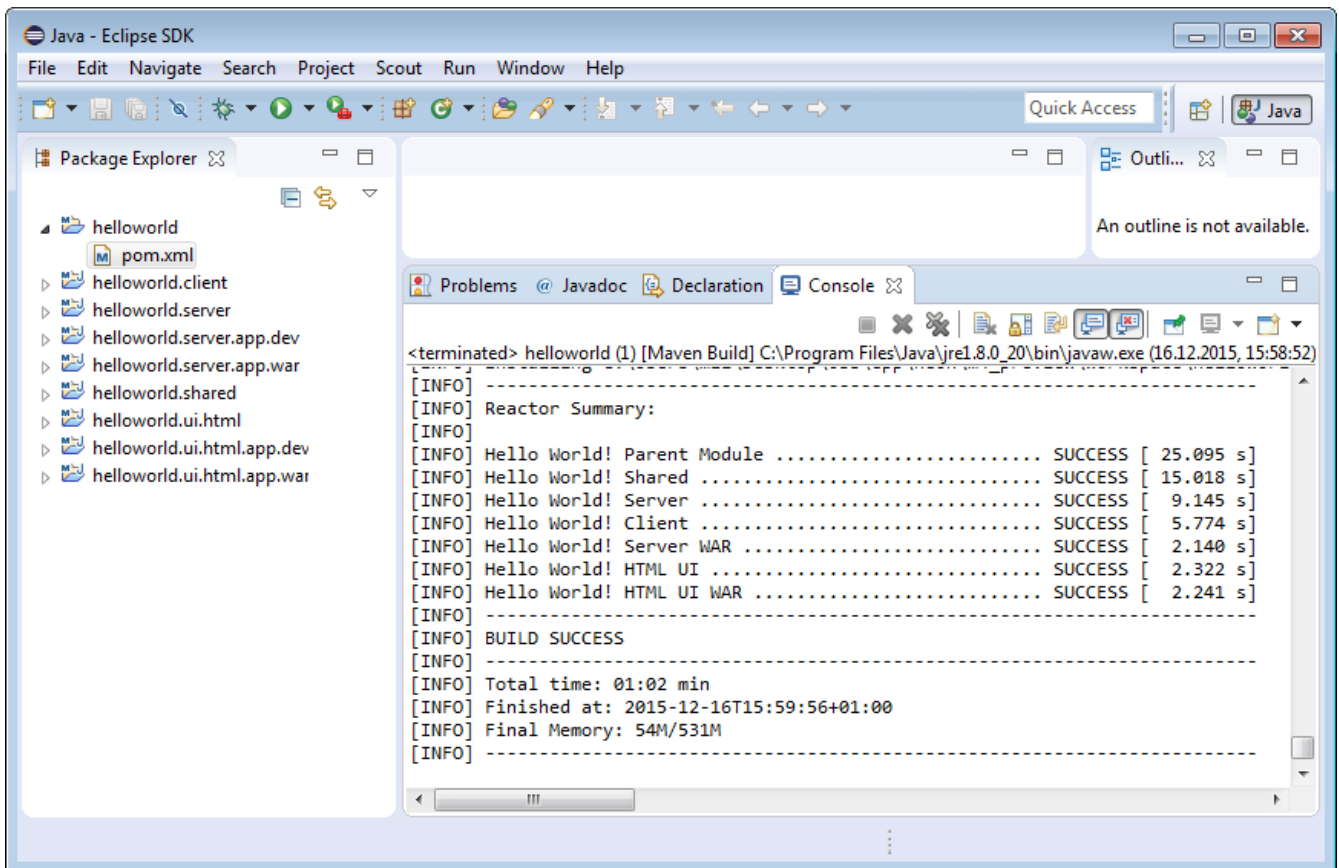 Java - Eclipse SDK
File Edit Navigate Search Project Scout Run Window Help
Quick Access
Java
Package Explorer
helloworld
pom.xml
helloworld.client
helloworld.server
helloworld.server.app.dev
helloworld.server.app.war
helloworld.shared
helloworld.ui.html
helloworld.ui.html.app.dev
helloworld.ui.html.app.war
Outli...
An outline is not available.
Problems @ Javadoc Declaration Console
<terminated> helloworld (1) [Maven Build] C:\Program Files\Java\jre1.8.0_20\bin\javaw.exe (16.12.2015, 15:58:52)
[INFO] ------------------------------------------------------------------------
[INFO] Reactor Summary:
[INFO]
[INFO] Hello World! Parent Module ......................... SUCCESS [ 25.095 s]
[INFO] Hello World! Shared ................................ SUCCESS [ 15.018 s]
[INFO] Hello World! Server ................................ SUCCESS [  9.145 s]
[INFO] Hello World! Client ................................ SUCCESS [  5.774 s]
[INFO] Hello World! Server WAR ............................ SUCCESS [  2.140 s]
[INFO] Hello World! HTML UI ............................... SUCCESS [  2.322 s]
[INFO] Hello World! HTML UI WAR ........................... SUCCESS [  2.241 s]
[INFO] ------------------------------------------------------------------------
[INFO] BUILD SUCCESS
[INFO] ------------------------------------------------------------------------
[INFO] Total time: 01:02 min
[INFO] Finished at: 2015-12-16T15:59:56+01:00
[INFO] Final Memory: 54M/531M
[INFO] ------------------------------------------------------------------------